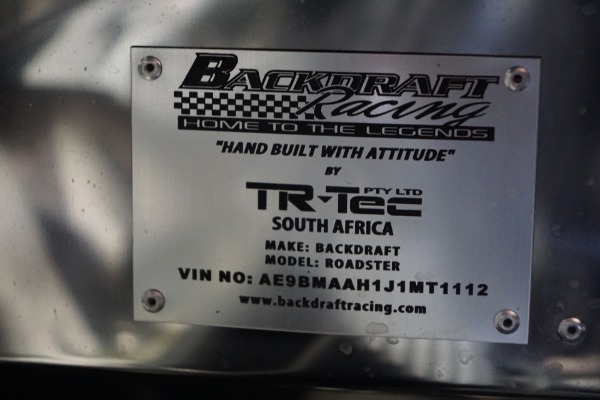 BACKDRAFT
Racing
HOME TO THE LEGENDS
"HAND BUILT WITH ATTITUDE"
BY
TR-Tec PTY LTD
SOUTH AFRICA
MAKE: BACKDRAFT
MODEL: ROADSTER
VIN NO: AE9BMAAH1J1MT1112
www.backdraftracing.com